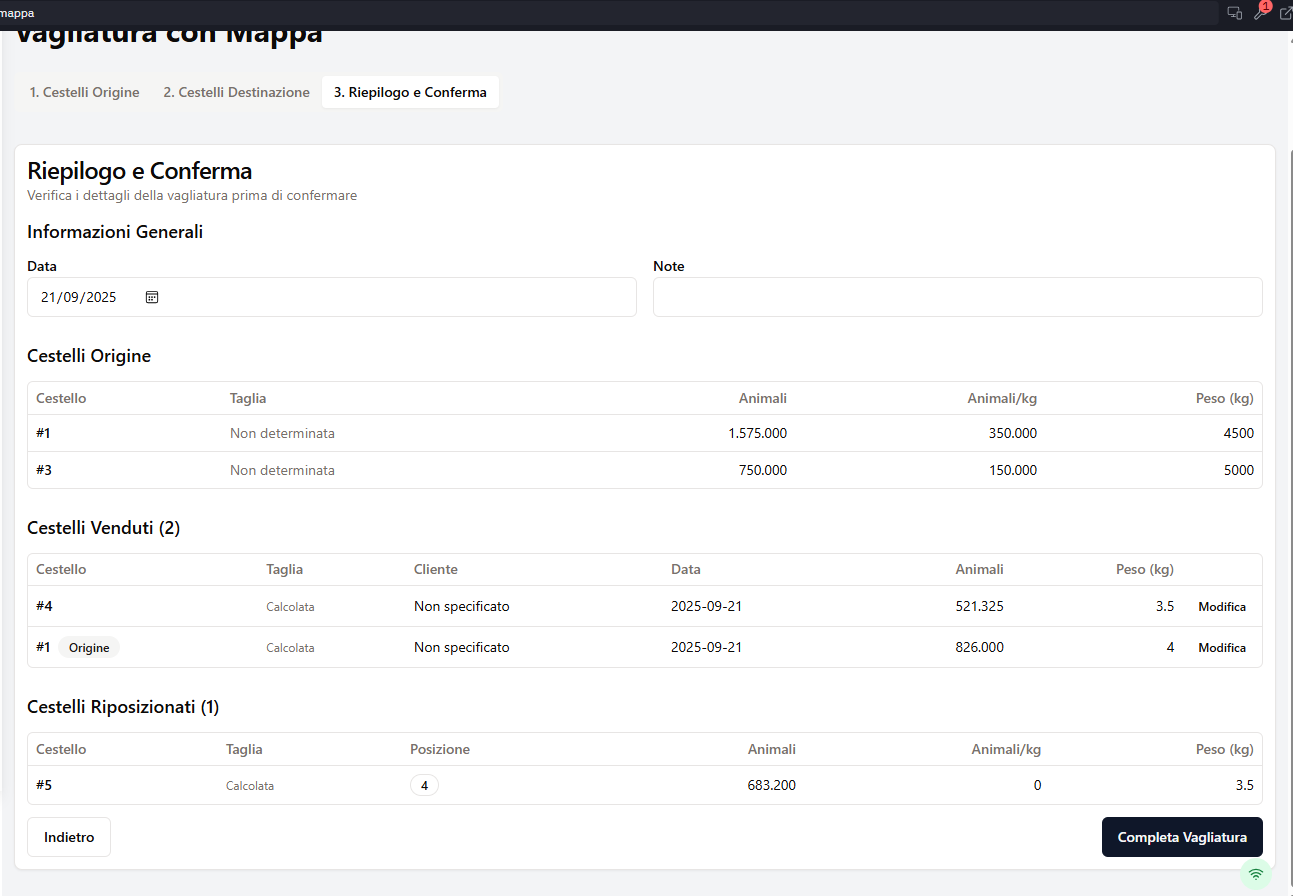 mappa
1
Vagliatura con Mappa
1. Cestelli Origine 2. Cestelli Destinazione 3. Riepilogo e Conferma
Riepilogo e Conferma
Verifica i dettagli della vagliatura prima di confermare
Informazioni Generali
Data Note
21/09/2025
Cestelli Origine
Cestello Taglia Animali Animali/kg Peso (kg)
#1 Non determinata 1.575.000 350.000 4500
#3 Non determinata 750.000 150.000 5000
Cestelli Venduti (2)
Cestello Taglia Cliente Data Animali Peso (kg)
#4 Calcolata Non specificato 2025-09-21 521.325 3.5 Modifica
#1 Origine Calcolata Non specificato 2025-09-21 826.000 4 Modifica
Cestelli Riposizionati (1)
Cestello Taglia Posizione Animali Animali/kg Peso (kg)
#5 Calcolata 4 683.200 0 3.5
Indietro Completa Vagliatura